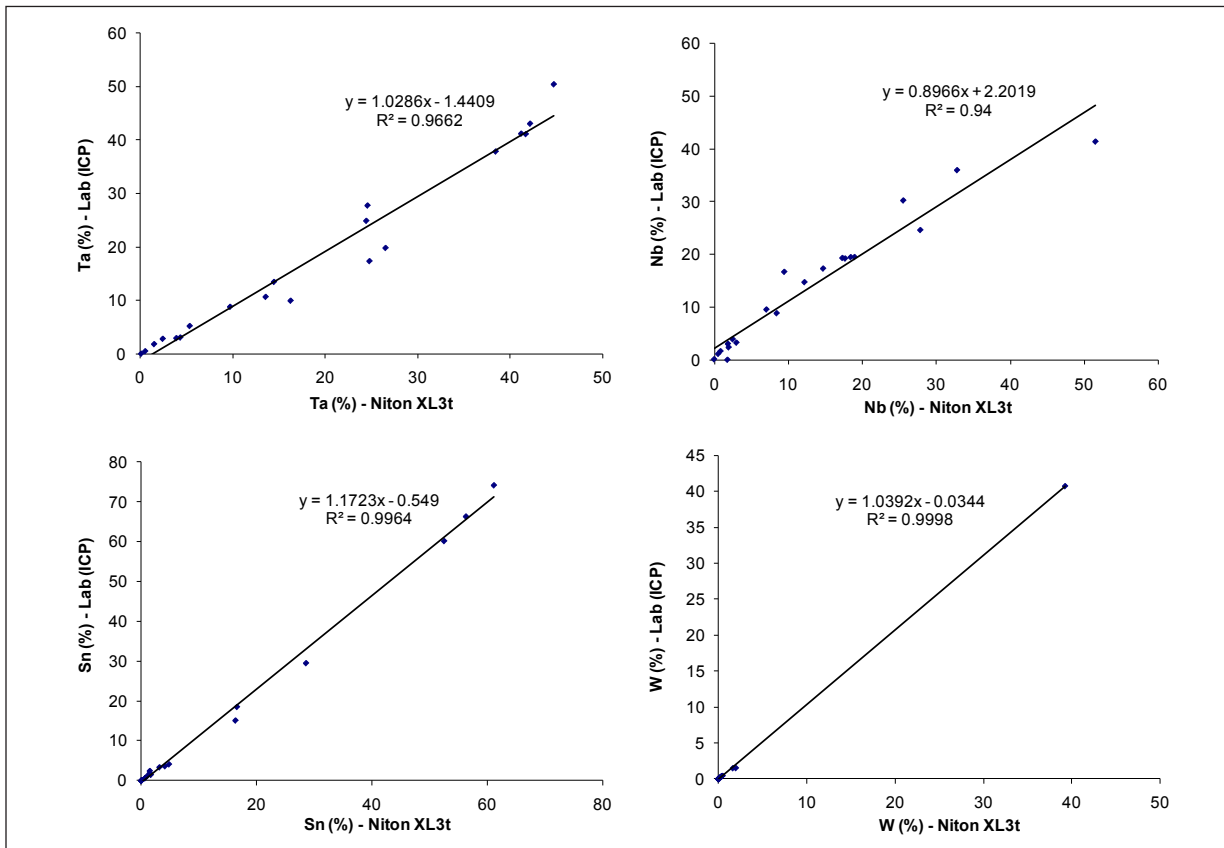 60
50
40
30
20
10
0
0 10 20 30 40 50
Ta (%) - Lab (ICP)
Ta (%) - Niton XL3t
y = 1.0286x - 1.4409
R² = 0.9662
60
50
40
30
20
10
0
0 10 20 30 40 50 60
Nb (%) - Lab (ICP)
Nb (%) - Niton XL3t
y = 0.8966x + 2.2019
R² = 0.94
80
70
60
50
40
30
20
10
0
0 20 40 60 80
Sn (%) - Lab (ICP)
Sn (%) - Niton XL3t
y = 1.1723x - 0.549
R² = 0.9964
45
40
35
30
25
20
15
10
5
0
0 10 20 30 40 50
W (%) - Lab (ICP)
W (%) - Niton XL3t
y = 1.0392x - 0.0344
R² = 0.9998